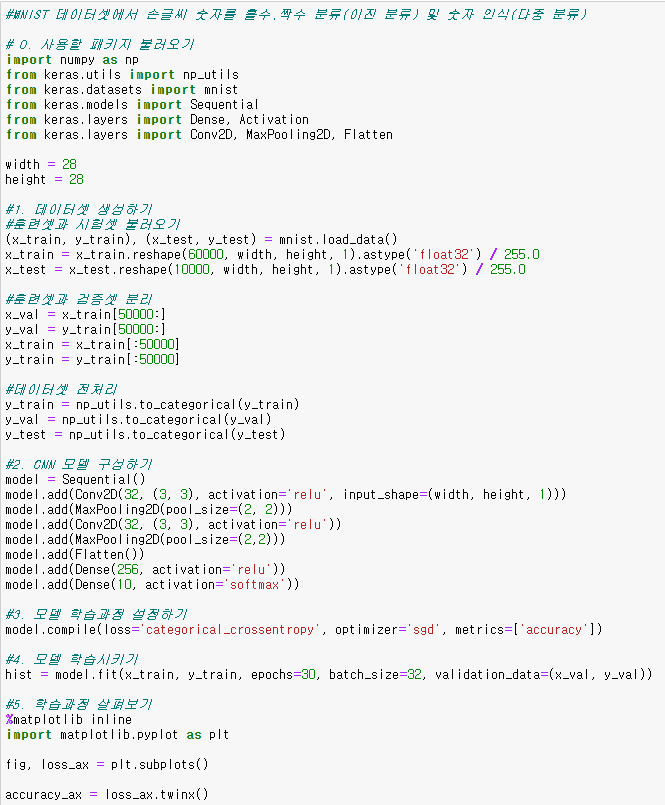 #MNIST 데이터셋에서 손글씨 숫자를 홀수,짝수 분류(이진 분류) 및 숫자 인식(다중 분류)
# 0. 사용할 패키지 불러오기
import numpy as np
from keras.utils import np_utils
from keras.datasets import mnist
from keras.models import Sequential
from keras.layers import Dense, Activation
from keras.layers import Conv2D, MaxPooling2D, Flatten
width = 28
height = 28
#1. 데이터셋 생성하기
#훈련셋과 시험셋 불러오기
(x_train, y_train), (x_test, y_test) = mnist.load_data()
x_train = x_train.reshape(60000, width, height, 1).astype('float32') / 255.0
x_test = x_test.reshape(10000, width, height, 1).astype('float32') / 255.0
#훈련셋과 검증셋 분리
x_val = x_train[50000:]
y_val = y_train[50000:]
x_train = x_train[:50000]
y_train = y_train[:50000]
#데이터셋 전처리
y_train = np_utils.to_categorical(y_train)
y_val = np_utils.to_categorical(y_val)
y_test = np_utils.to_categorical(y_test)
#2. CNN 모델 구성하기
model = Sequential()
model.add(Conv2D(32, (3, 3), activation='relu', input_shape=(width, height, 1)))
model.add(MaxPooling2D(pool_size=(2, 2)))
model.add(Conv2D(32, (3, 3), activation='relu'))
model.add(MaxPooling2D(pool_size=(2,2)))
model.add(Flatten())
model.add(Dense(256, activation='relu'))
model.add(Dense(10, activation='softmax'))
#3. 모델 학습과정 설정하기
model.compile(loss='categorical_crossentropy', optimizer='sgd', metrics=['accuracy'])
#4. 모델 학습시키기
hist = model.fit(x_train, y_train, epochs=30, batch_size=32, validation_data=(x_val, y_val))
#5. 학습과정 살펴보기
%matplotlib inline
import matplotlib.pyplot as plt
fig, loss_ax = plt.subplots()
accuracy_ax = loss_ax.twinx()